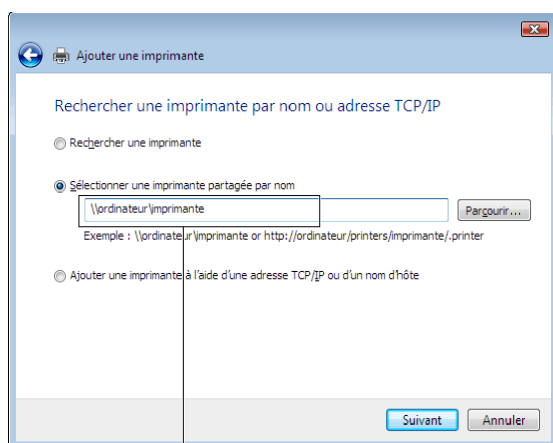 Ajouter une imprimante
Rechercher une imprimante par nom ou adresse TCP/IP
Rechercher une imprimante
Sélectionner une imprimante partagée par nom
\\ordinateur\imprimante
Parcourir...
Exemple : \\ordinateur\imprimante or http://ordinateur/printers/imprimante/.printer
Ajouter une imprimante à l'aide d'une adresse TCP/IP ou d'un nom d'hôte
Suivant
Annuler